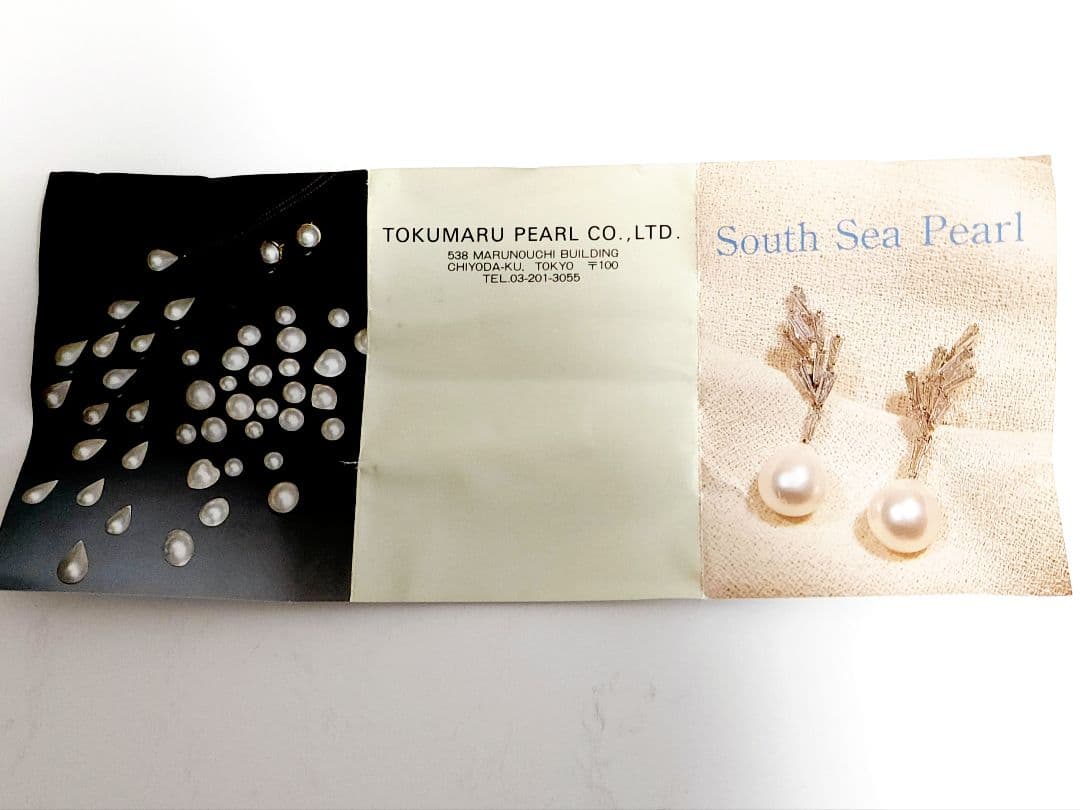 TOKUMARU PEARL CO.,LTD.
538 MARUNOUCHI BUILDING
CHIYODA-KU, TOKYO 〒100
TEL.03-201-3055
South Sea Pearl